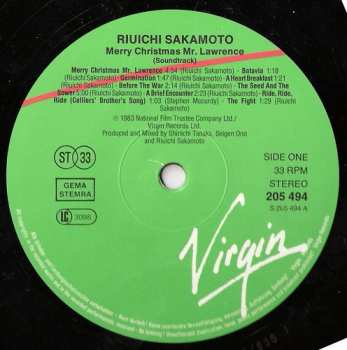 RIUICHI SAKAMOTO
Merry Christmas Mr. Lawrence
(Soundtrack)
Merry Christmas Mr. Lawrence 4:34 (Riuichi Sakamoto) - Batavia 1:18
(Riuichi Sakamoto) - Germination 1:47 (Riuichi Sakamoto) - A Heart Breakfast 1:21
(Riuichi Sakamoto) - Before The War 2:14 (Riuichi Sakamoto) - The Seed And The
Sower 5:00 (Riuichi Sakamoto) - A Brief Encounter 2:23 (Riuichi Sakamoto) - Ride, Ride,
Ride (Celliers' Brother's Song) 1:03 (Stephen Mccurdy) - The Fight 1:29 (Riuichi
Sakamoto)
℗ 1983 National Film Trustee Company Ltd./
Virgin Records Ltd.
Produced and Mixed by Shinichi Tanaka, Seigen Ono
and Riuichi Sakamoto
ST 33
SIDE ONE
33 RPM
GEMA
STEMRA
STEREO
205 494
LC 3098
S 205 494 A
Virgin